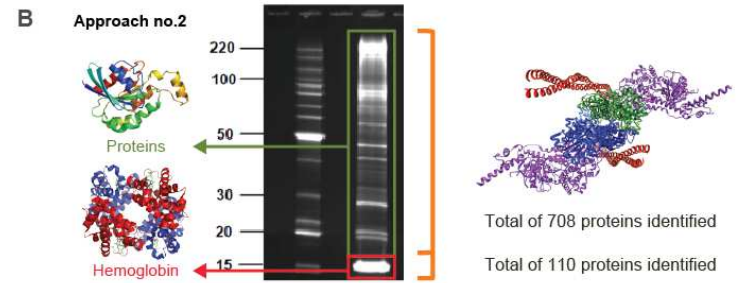 B
Approach no.2
220
100
50
30
20
15
Proteins
Hemoglobin
Total of 708 proteins identified
Total of 110 proteins identified